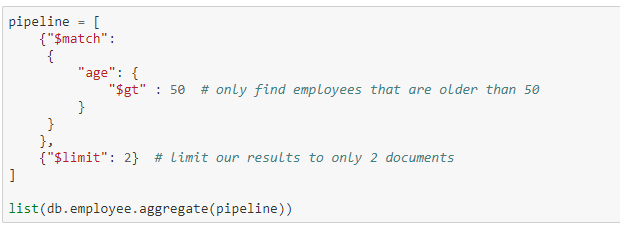 pipeline = [
    {"$match":
     {
         "age": {
             "$gt" : 50  # only find employees that are older than 50
         }
     }
    },
    {"$limit": 2}  # limit our results to only 2 documents
]
list(db.employee.aggregate(pipeline))